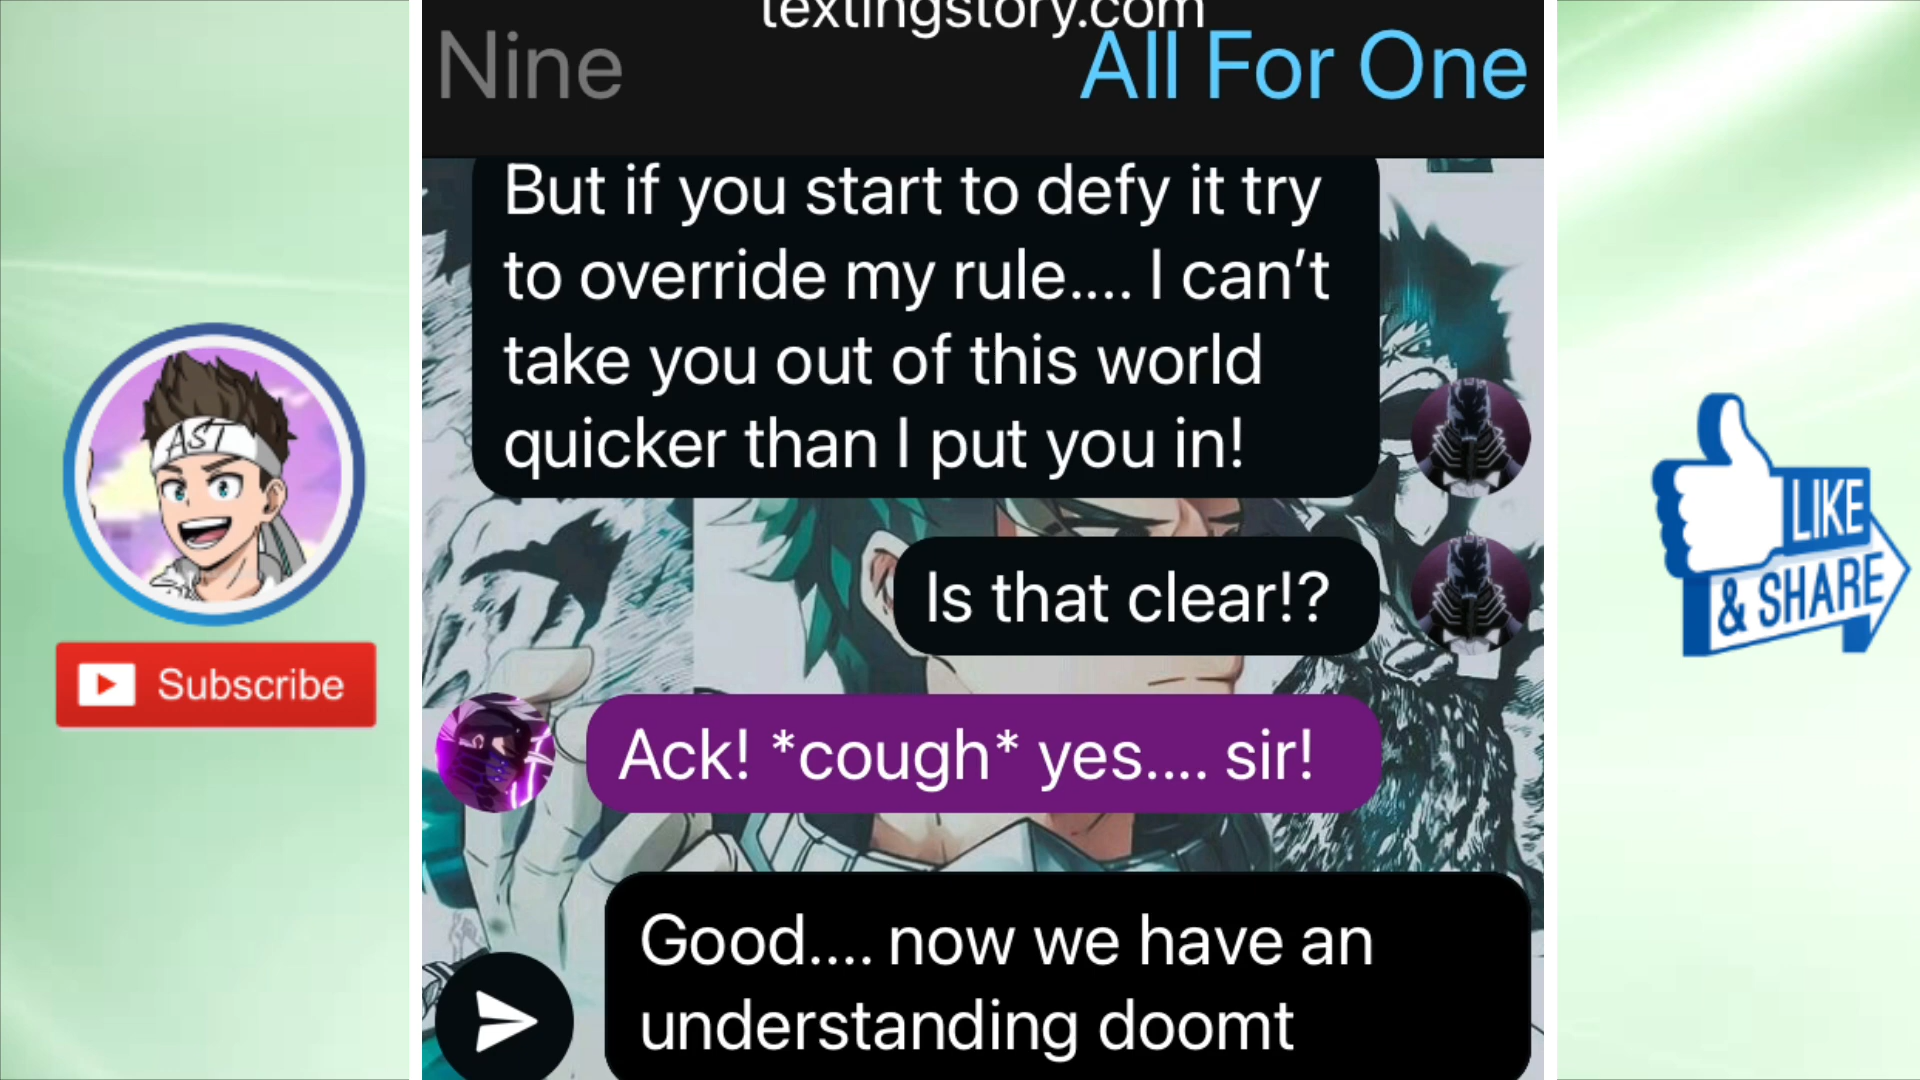 textingstory.com
Nine
All For One
But if you start to defy it try
to override my rule.... I can’t
take you out of this world
quicker than I put you in!
Is that clear!?
Ack! *cough* yes.... sir!
Good.... now we have an
understanding doomt
AST
Subscribe
LIKE
& SHARE